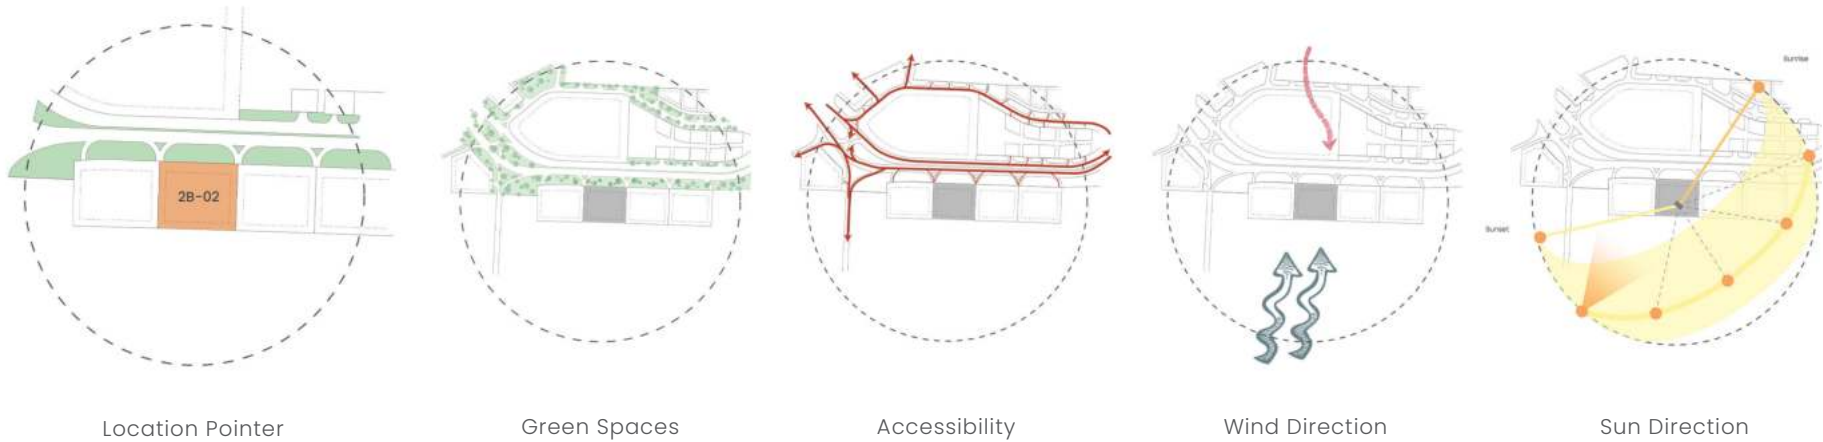 Sunrise
2B-02
Sunset
Location Pointer
Green Spaces
Accessibility
Wind Direction
Sun Direction